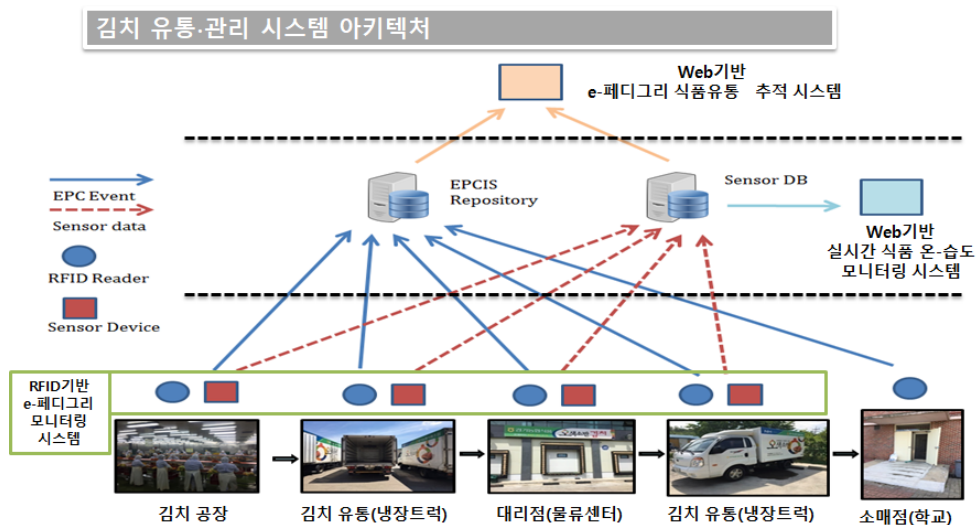 김치 유통·관리 시스템 아키텍처
Web기반
e-페디그리 식품유통 추적 시스템
EPC Event
Sensor data
RFID Reader
Sensor Device
EPCIS
Repository
Sensor DB
Web기반
실시간 식품 온-습도
모니터링 시스템
RFID기반
e-페디그리
모니터링
시스템
김치 공장
김치 유통(냉장트럭)
대리점(물류센터)
김치 유통(냉장트럭)
소매점(학교)